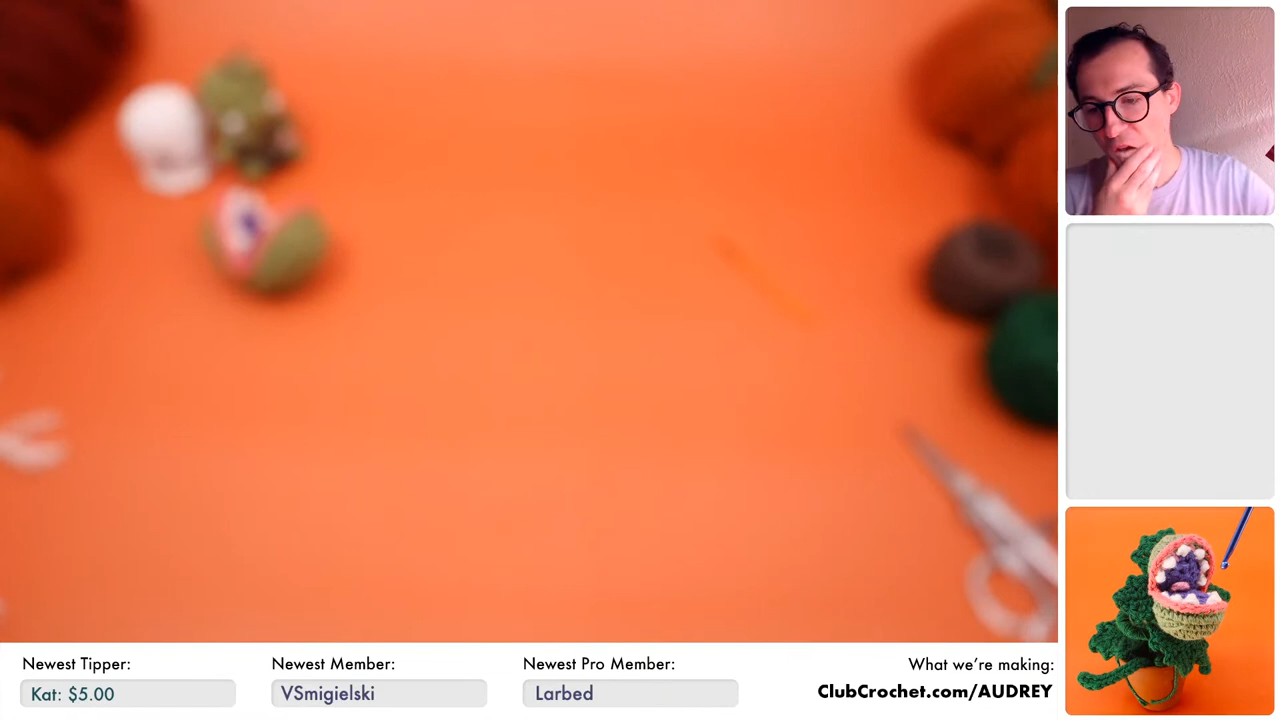 Newest Tipper:
Kat: $5.00
Newest Member:
VSmigielski
Newest Pro Member:
Larbed
What we're making:
ClubCrochet.com/AUDREY